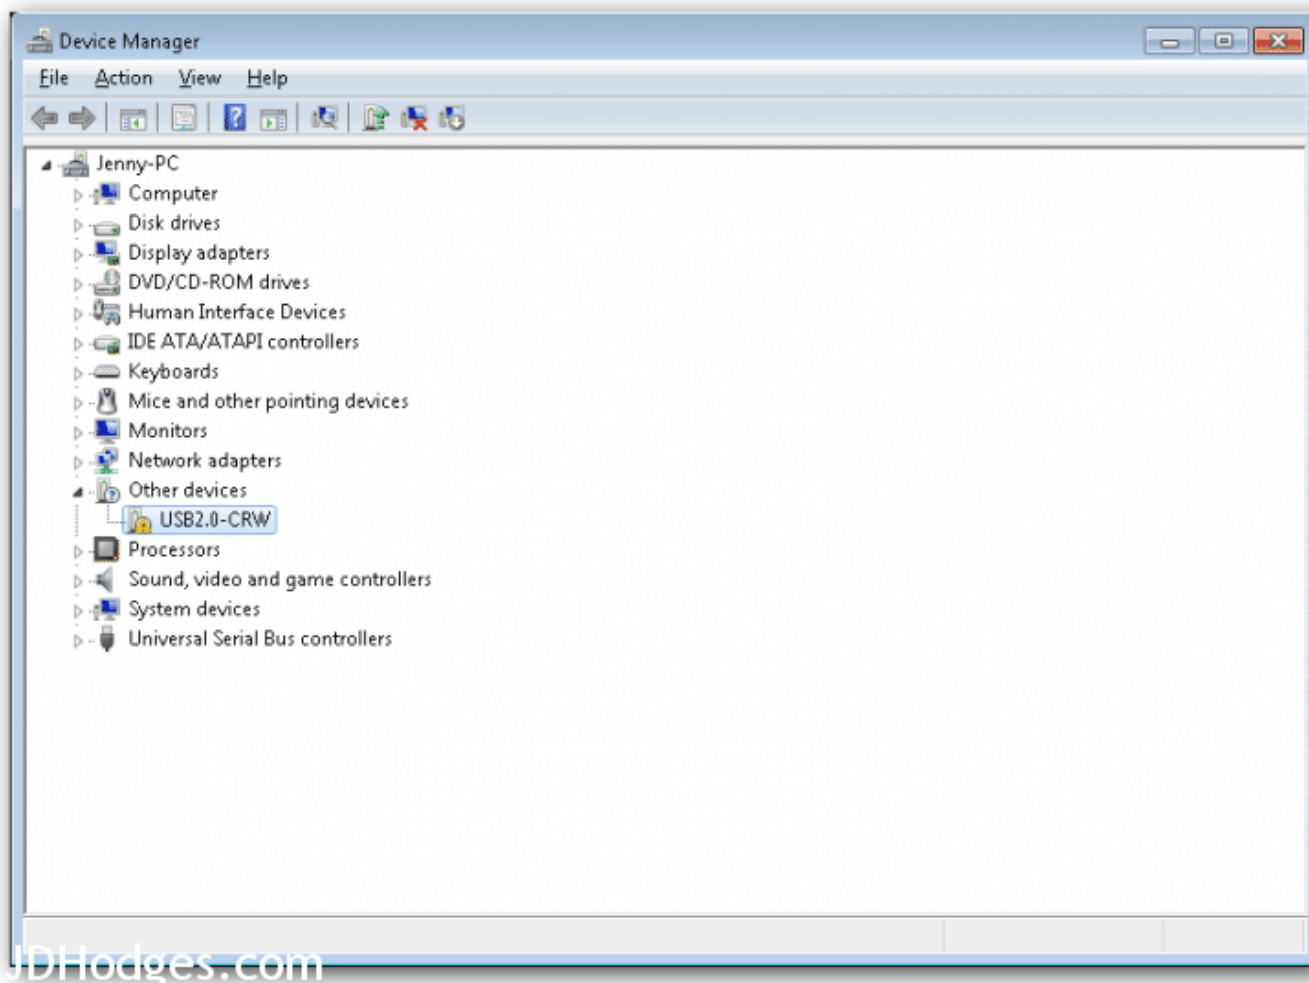 Device Manager
File Action View Help
Jenny-PC
Computer
Disk drives
Display adapters
DVD/CD-ROM drives
Human Interface Devices
IDE ATA/ATAPI controllers
Keyboards
Mice and other pointing devices
Monitors
Network adapters
Other devices
USB2.0-CRW
Processors
Sound, video and game controllers
System devices
Universal Serial Bus controllers
JDHodges.com